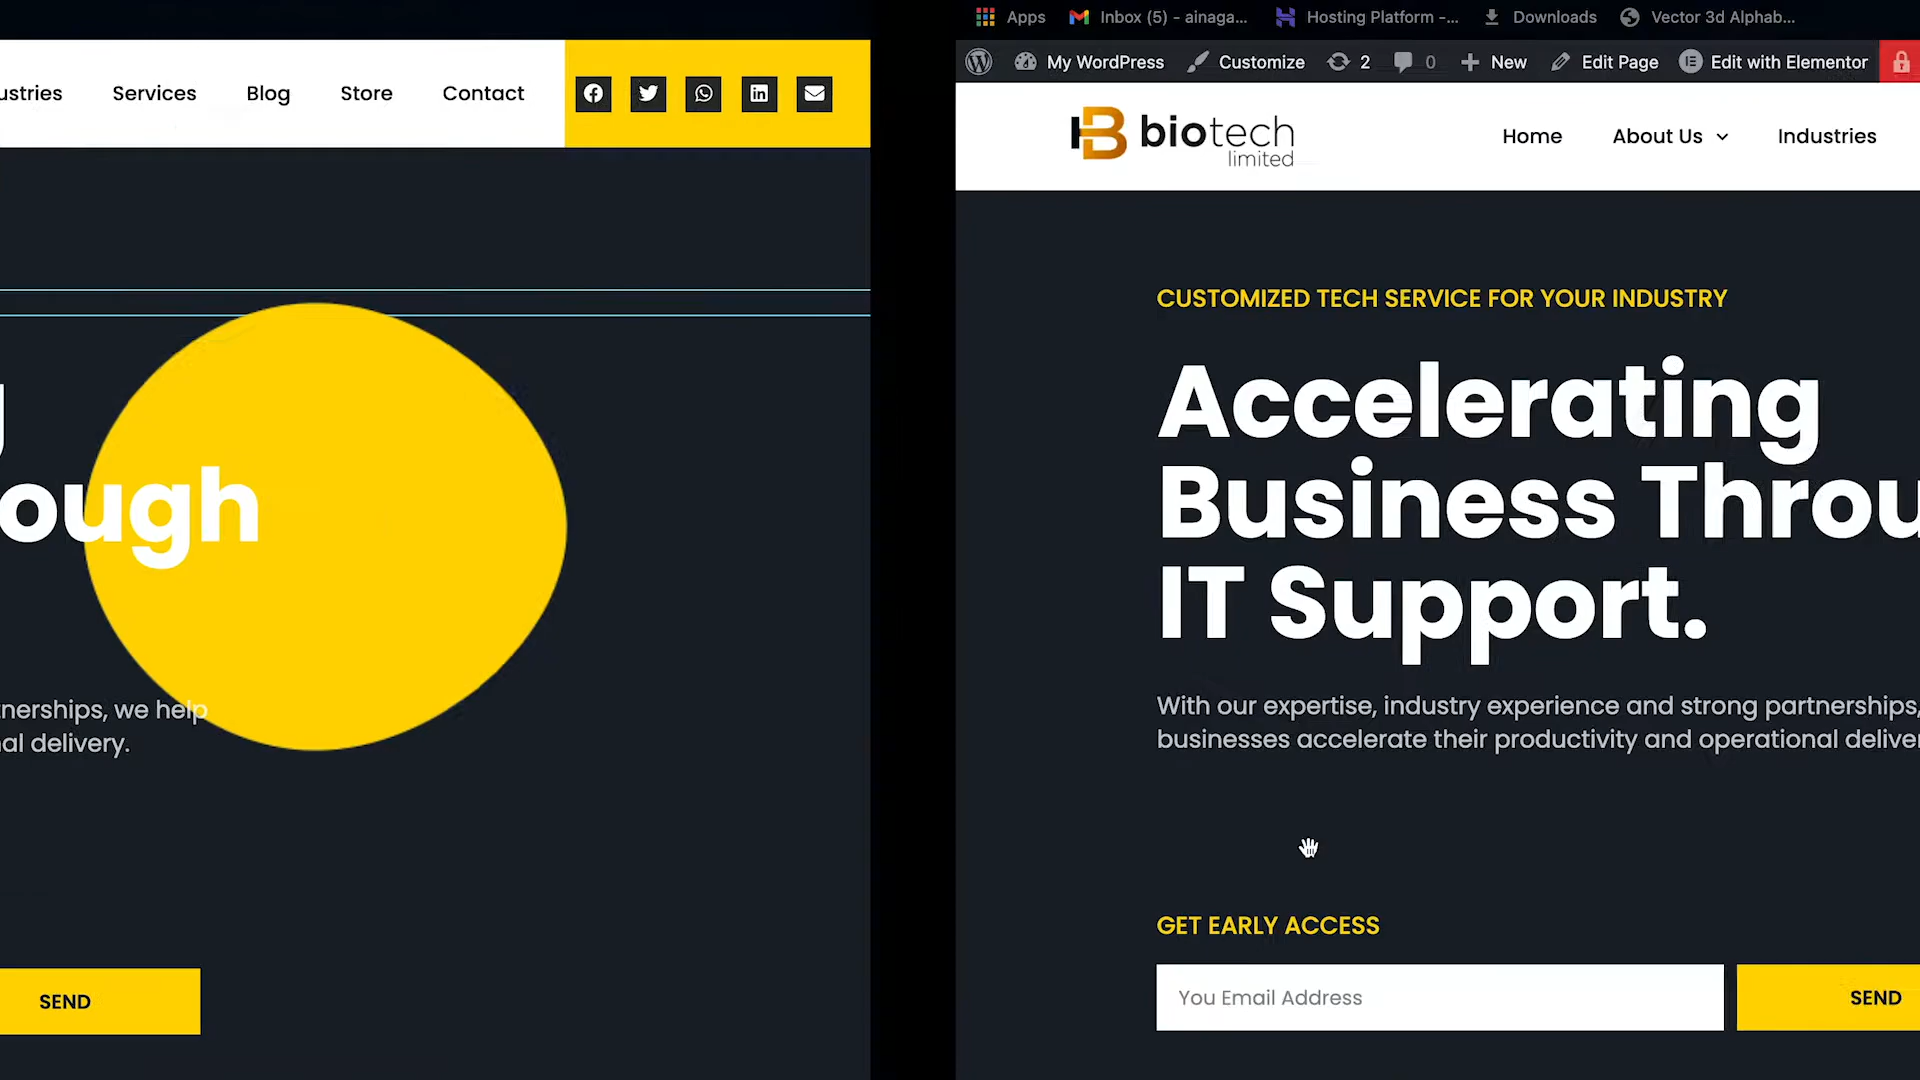 ustries Services Blog Store Contact
ough
tnerships, we help
al delivery.
SEND
Apps Inbox (5) - ainaga... Hosting Platform -... Downloads Vector 3d Alphab...
My WordPress Customize 2 0 New Edit Page Edit with Elementor
biotech
limited
Home About Us Industries
CUSTOMIZED TECH SERVICE FOR YOUR INDUSTRY
Accelerating
Business Throu
IT Support.
With our expertise, industry experience and strong partnerships,
businesses accelerate their productivity and operational deliver
GET EARLY ACCESS
You Email Address
SEND